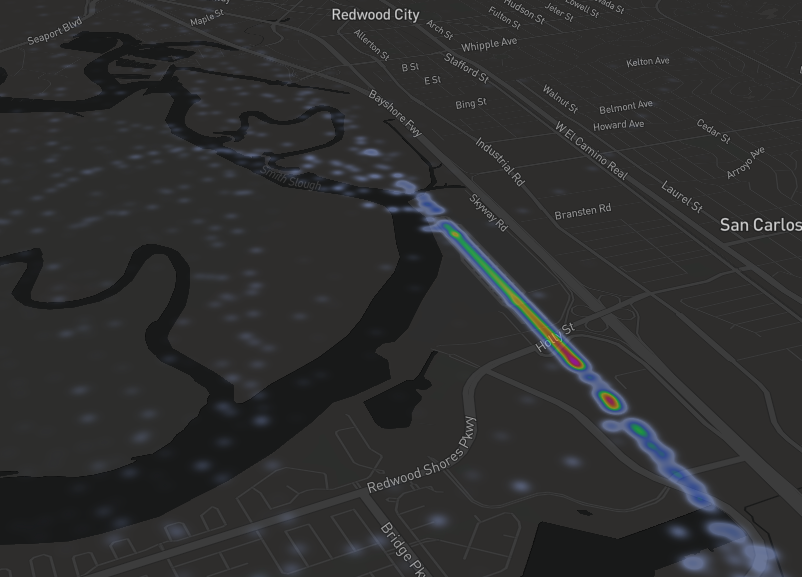 Redwood City
Hudson St
Lowell St
Jeter St
Fulton St
Maple St
Seaport Blvd
Arch St
Allerton St
Whipple Ave
Kelton Ave
Stafford St
B St
E St
Walnut St
Bayshore Fwy
Bing St
Belmont Ave
Howard Ave
Cedar St
W El Camino Real
Industrial Rd
Arroyo Ave
Smith Slough
Laurel St
Skyway Rd
Bransten Rd
San Carlos
Holly St
Redwood Shores Pkwy
Bridge Pk